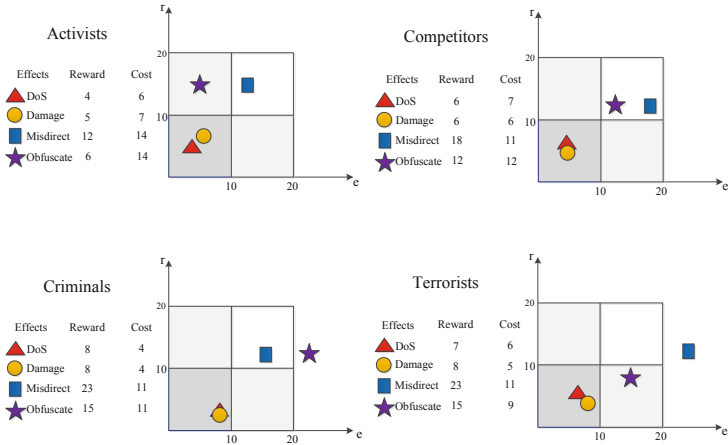 Activists
Effects Reward Cost
DoS 4 6
Damage 5 7
Misdirect 12 14
Obfuscate 6 14
r
20
10
10 20 e
Competitors
Effects Reward Cost
DoS 6 7
Damage 6 6
Misdirect 18 11
Obfuscate 12 12
r
20
10
10 20 e
Criminals
Effects Reward Cost
DoS 8 4
Damage 8 4
Misdirect 23 11
Obfuscate 15 11
r
20
10
10 20 e
Terrorists
Effects Reward Cost
DoS 7 6
Damage 8 5
Misdirect 23 11
Obfuscate 15 9
r
20
10
10 20 e